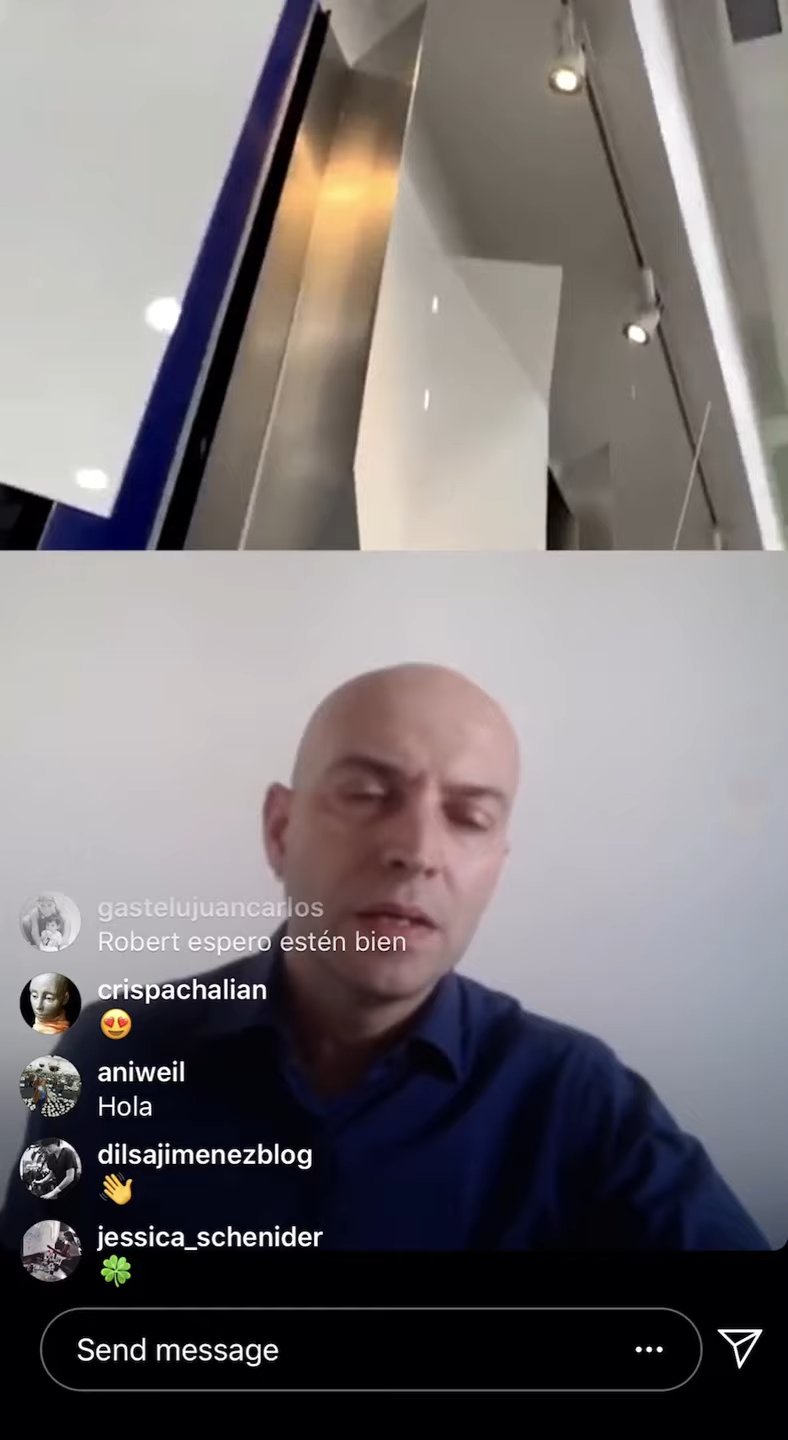 gastelujuancarlos
Robert espero estén bien
crispachalian
😍
aniweil
Hola
dilsajimenezblog
👋
jessica_schenider
🍀
Send message